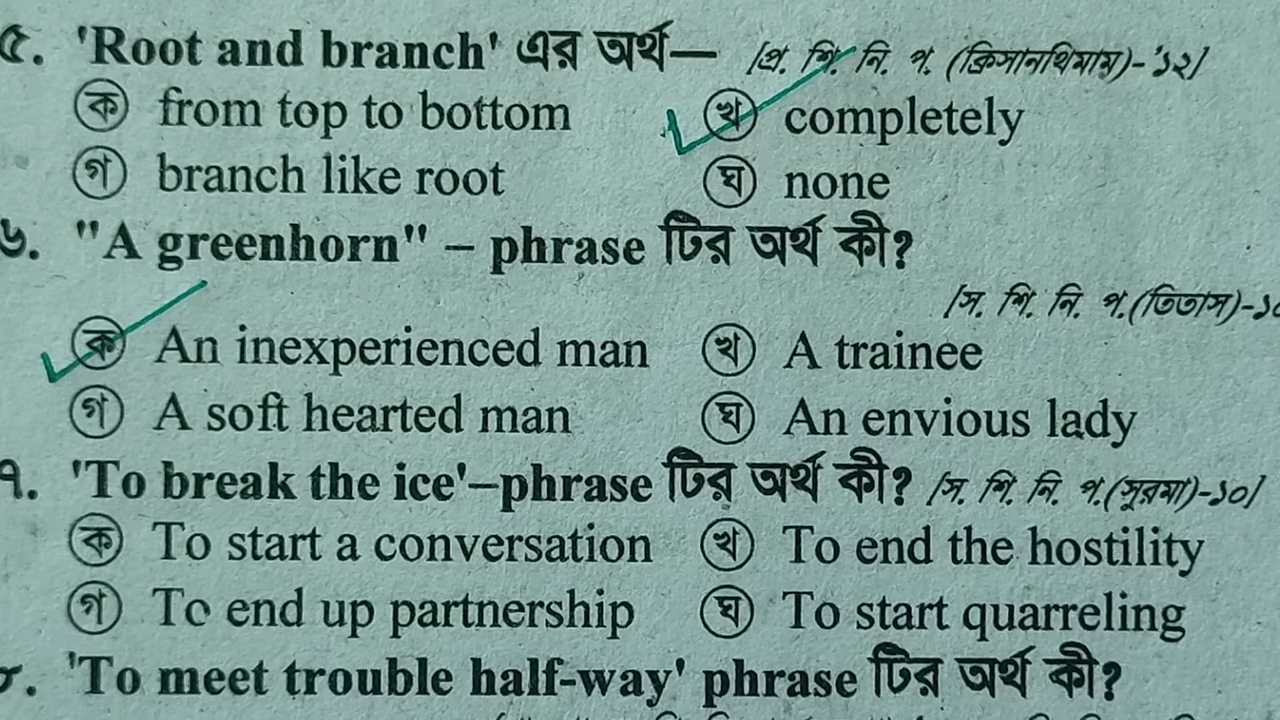 ৫. 'Root and branch' এর অর্থ— [প্র. শি. নি. প. (ক্রিসানথিমাম)-'১২]
ক from top to bottom খ completely
গ branch like root ঘ none
৬. "A greenhorn" – phrase টির অর্থ কী?
[স. শি. নি. প.(তিতাস)-১০
ক An inexperienced man খ A trainee
গ A soft hearted man ঘ An envious lady
৭. 'To break the ice'–phrase টির অর্থ কী? [স. শি. নি. প.(সুরমা)-১০]
ক To start a conversation খ To end the hostility
গ To end up partnership ঘ To start quarreling
৮. 'To meet trouble half-way' phrase টির অর্থ কী?